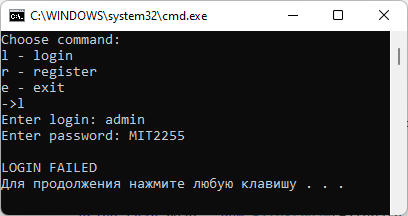 C:\WINDOWS\system32\cmd.exe
Choose command:
l - login
r - register
e - exit
->l
Enter login: admin
Enter password: MIT2255
LOGIN FAILED
Для продолжения нажмите любую клавишу . . .